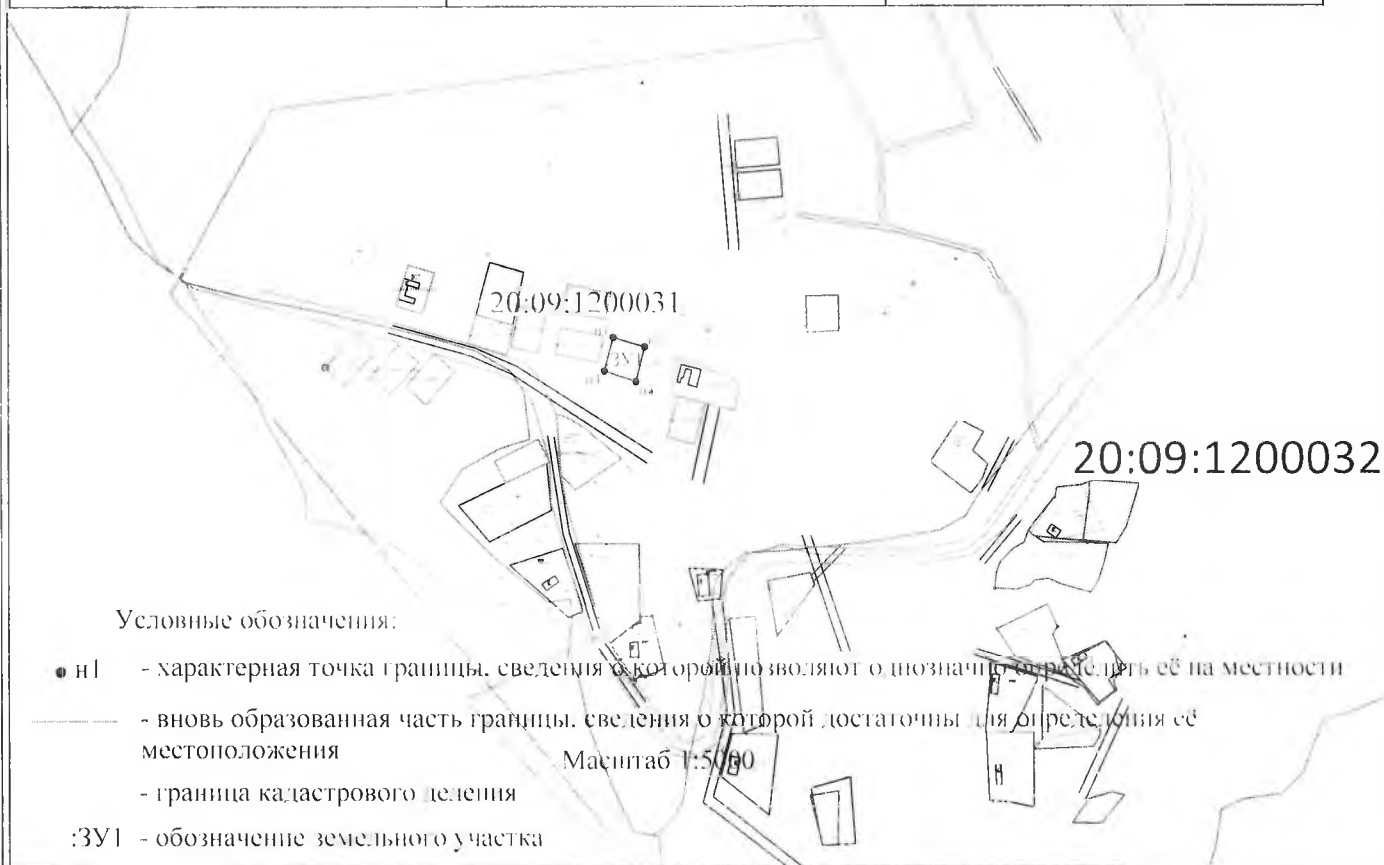 20:09:1200031
ЗУ1
20:09:1200032
Условные обозначения:
н1 - характерная точка границы, сведения о которой позволяют однозначно определить её на местности
- вновь образованная часть границы, сведения о которой достаточны для определения её
местоположения
Масштаб 1:5000
- граница кадастрового деления
:ЗУ1 - обозначение земельного участка